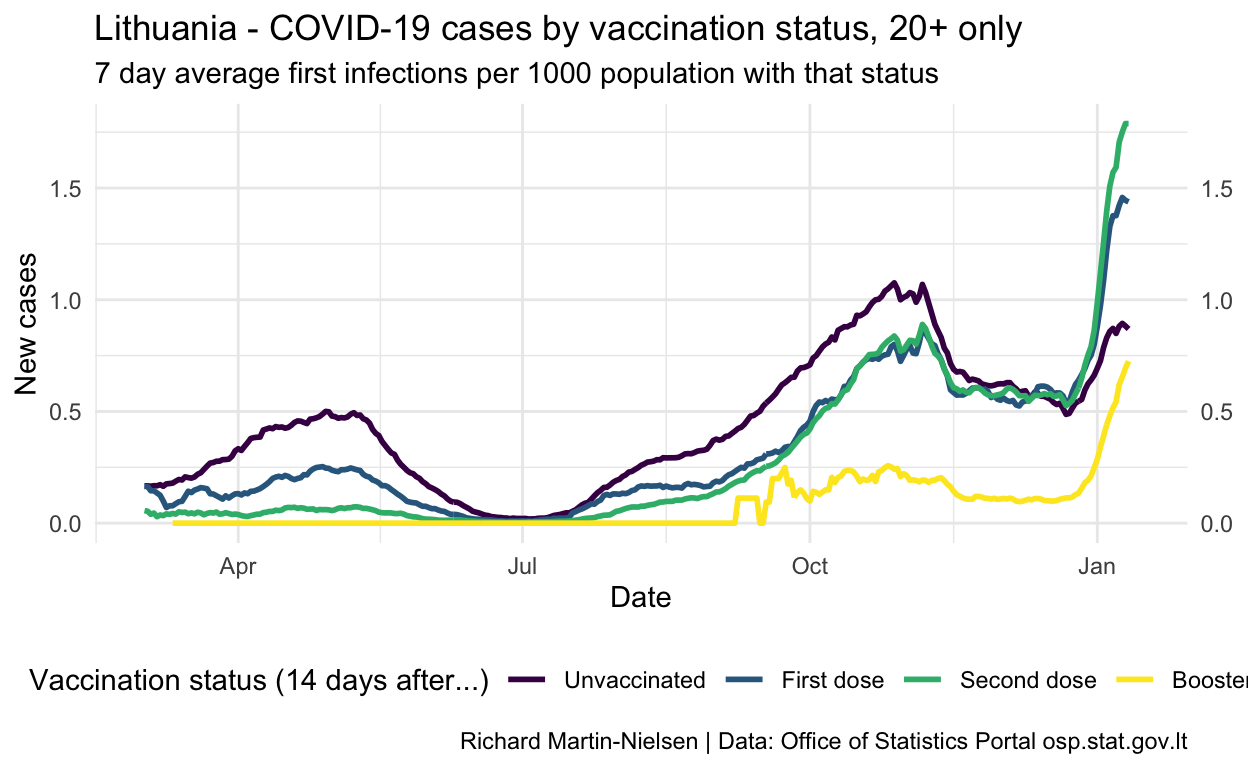 Lithuania - COVID-19 cases by vaccination status, 20+ only
7 day average first infections per 1000 population with that status
New cases
1.5 1.5
1.0 1.0
0.5 0.5
0.0 0.0
Apr Jul Oct Jan
Date
Vaccination status (14 days after...) Unvaccinated First dose Second dose Booster
Richard Martin-Nielsen | Data: Office of Statistics Portal osp.stat.gov.lt